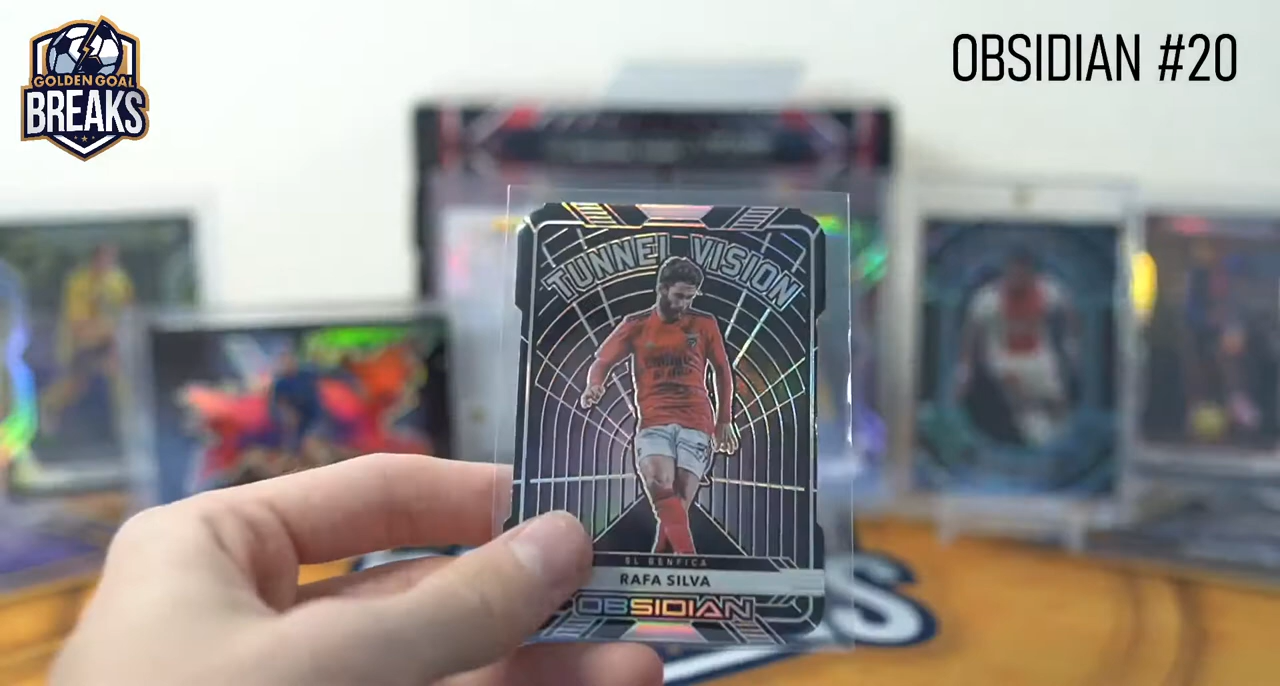 GOLDEN GOAL
BREAKS
OBSIDIAN #20
TUNNEL VISION
SL BENFICA
RAFA SILVA
OBSIDIAN